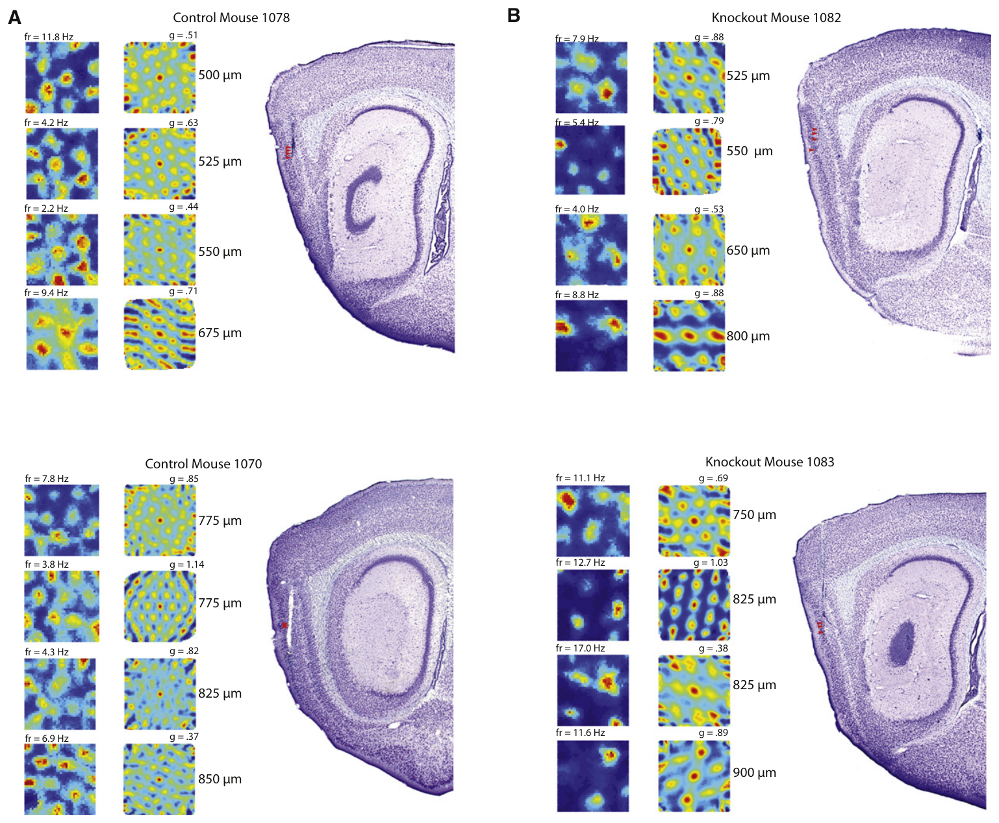 A
Control Mouse 1078
fr = 11.8 Hz
g = .51
500 μm
fr = 4.2 Hz
g = .63
525 μm
fr = 2.2 Hz
g = .44
550 μm
fr = 9.4 Hz
g = .71
675 μm
B
Knockout Mouse 1082
fr = 7.9 Hz
g = .88
525 μm
fr = 5.4 Hz
g = .79
550 μm
fr = 4.0 Hz
g = .53
650 μm
fr = 8.8 Hz
g = .88
800 μm
Control Mouse 1070
fr = 7.8 Hz
g = .85
775 μm
fr = 3.8 Hz
g = 1.14
775 μm
fr = 4.3 Hz
g = .82
825 μm
fr = 6.9 Hz
g = .37
850 μm
Knockout Mouse 1083
fr = 11.1 Hz
g = .69
750 μm
fr = 12.7 Hz
g = 1.03
825 μm
fr = 17.0 Hz
g = .38
825 μm
fr = 11.6 Hz
g = .89
900 μm